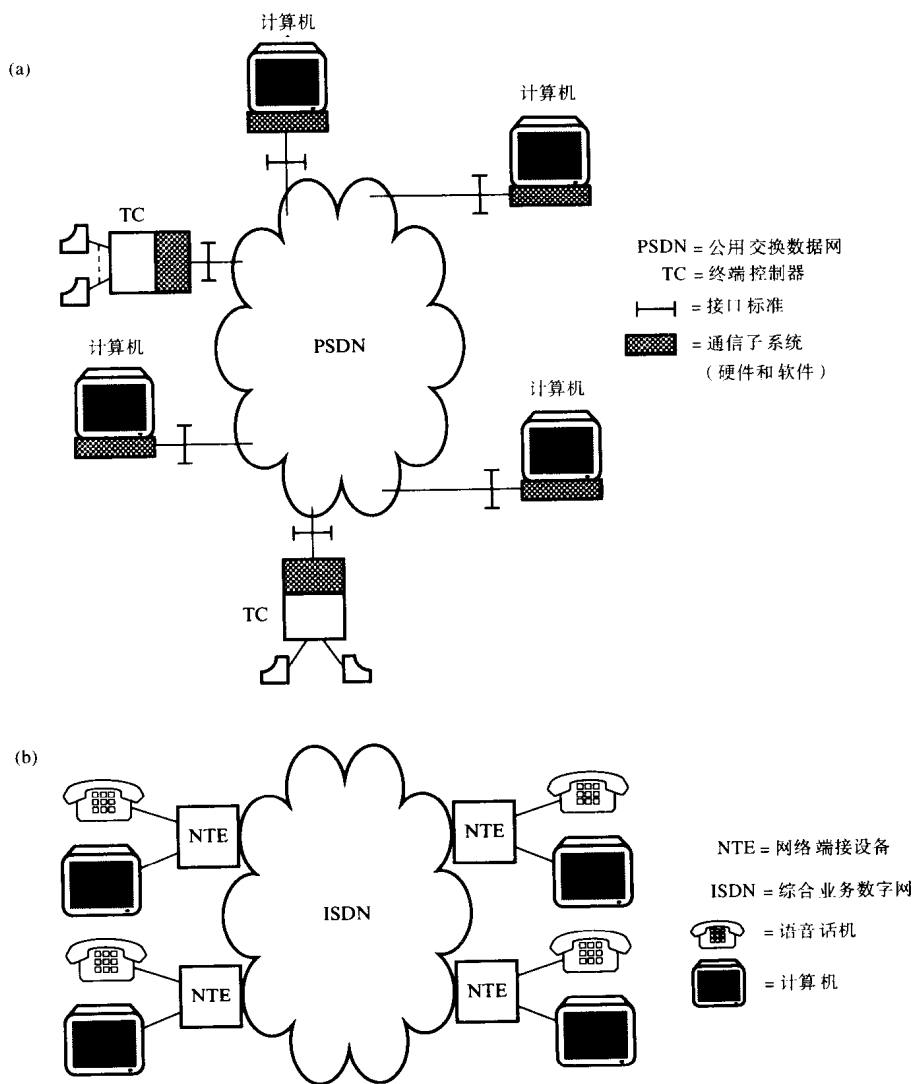 (a)
计算机
计算机
TC
PSDN = 公用交换数据网
TC = 终端控制器
= 接口标准
计算机
PSDN
= 通信子系统
(硬件和软件)
计算机
TC
(b)
NTE
NTE
NTE = 网络端接设备
ISDN = 综合业务数字网
ISDN
= 语音话机
NTE
NTE
= 计算机